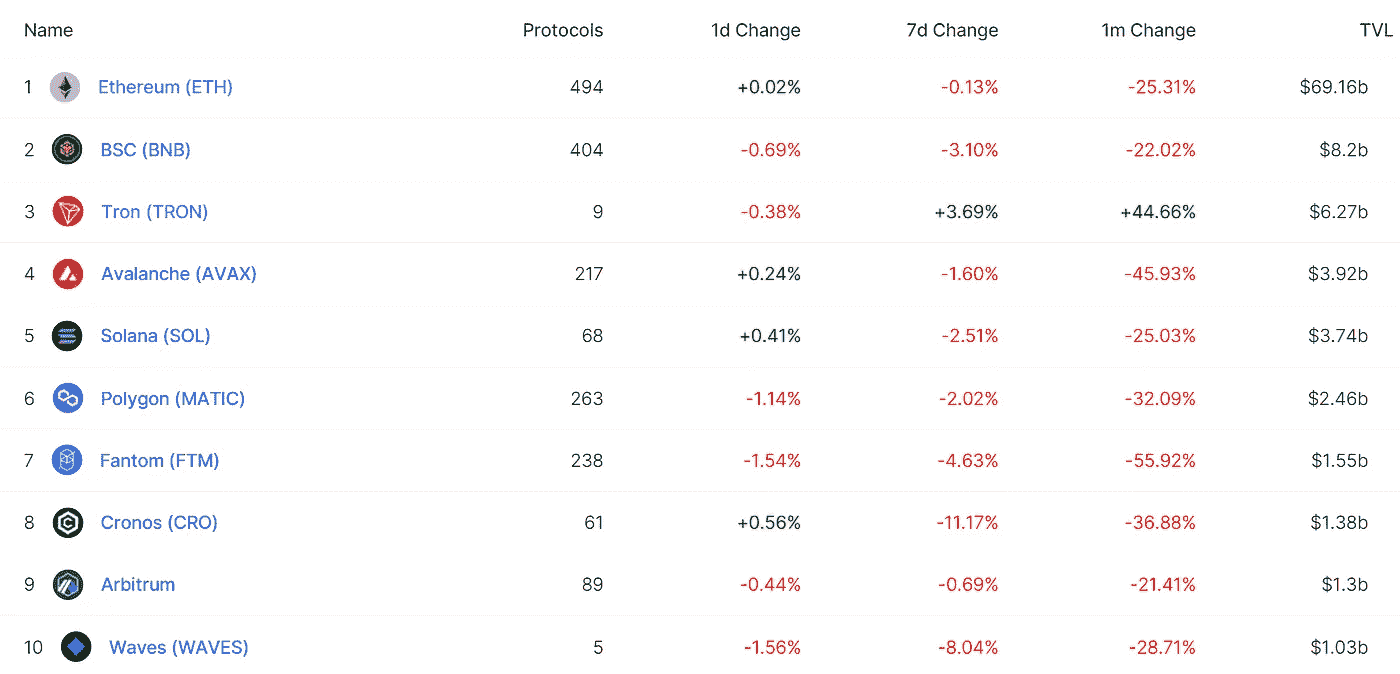 Name Protocols 1d Change 7d Change 1m Change TVL
1 Ethereum (ETH) 494 +0.02% -0.13% -25.31% $69.16b
2 BSC (BNB) 404 -0.69% -3.10% -22.02% $8.2b
3 Tron (TRON) 9 -0.38% +3.69% +44.66% $6.27b
4 Avalanche (AVAX) 217 +0.24% -1.60% -45.93% $3.92b
5 Solana (SOL) 68 +0.41% -2.51% -25.03% $3.74b
6 Polygon (MATIC) 263 -1.14% -2.02% -32.09% $2.46b
7 Fantom (FTM) 238 -1.54% -4.63% -55.92% $1.55b
8 Cronos (CRO) 61 +0.56% -11.17% -36.88% $1.38b
9 Arbitrum 89 -0.44% -0.69% -21.41% $1.3b
10 Waves (WAVES) 5 -1.56% -8.04% -28.71% $1.03b